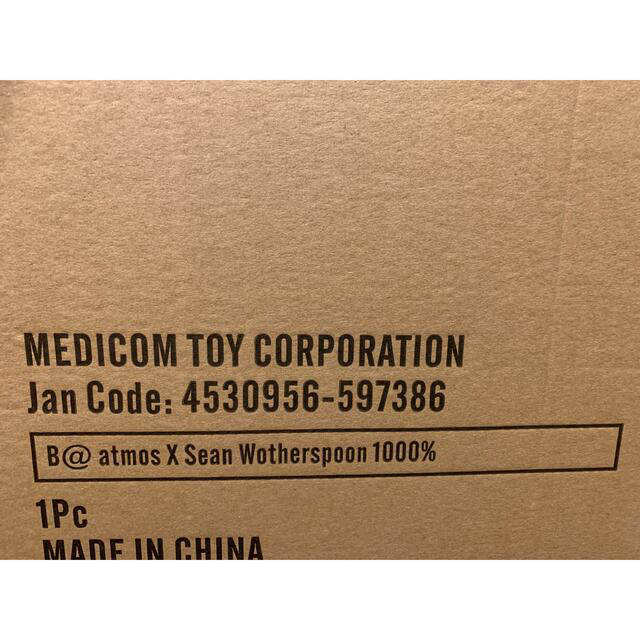 MEDICOM TOY CORPORATION
Jan Code: 4530956-597386
B@ atmos X Sean Wotherspoon 1000%
1Pc
MADE IN CHINA